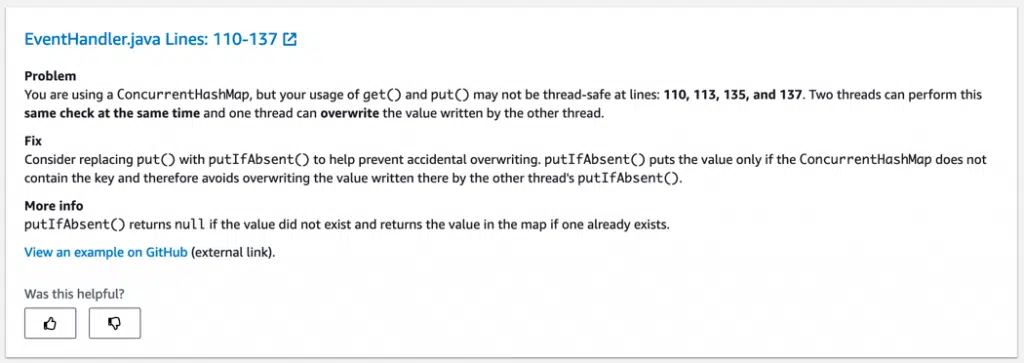 EventHandler.java Lines: 110-137
Problem
You are using a ConcurrentHashMap, but your usage of get() and put() may not be thread-safe at lines: 110, 113, 135, and 137. Two threads can perform this
same check at the same time and one thread can overwrite the value written by the other thread.
Fix
Consider replacing put() with putIfAbsent() to help prevent accidental overwriting. putIfAbsent() puts the value only if the ConcurrentHashMap does not
contain the key and therefore avoids overwriting the value written there by the other thread's putIfAbsent().
More info
putIfAbsent() returns null if the value did not exist and returns the value in the map if one already exists.
View an example on GitHub (external link).
Was this helpful?